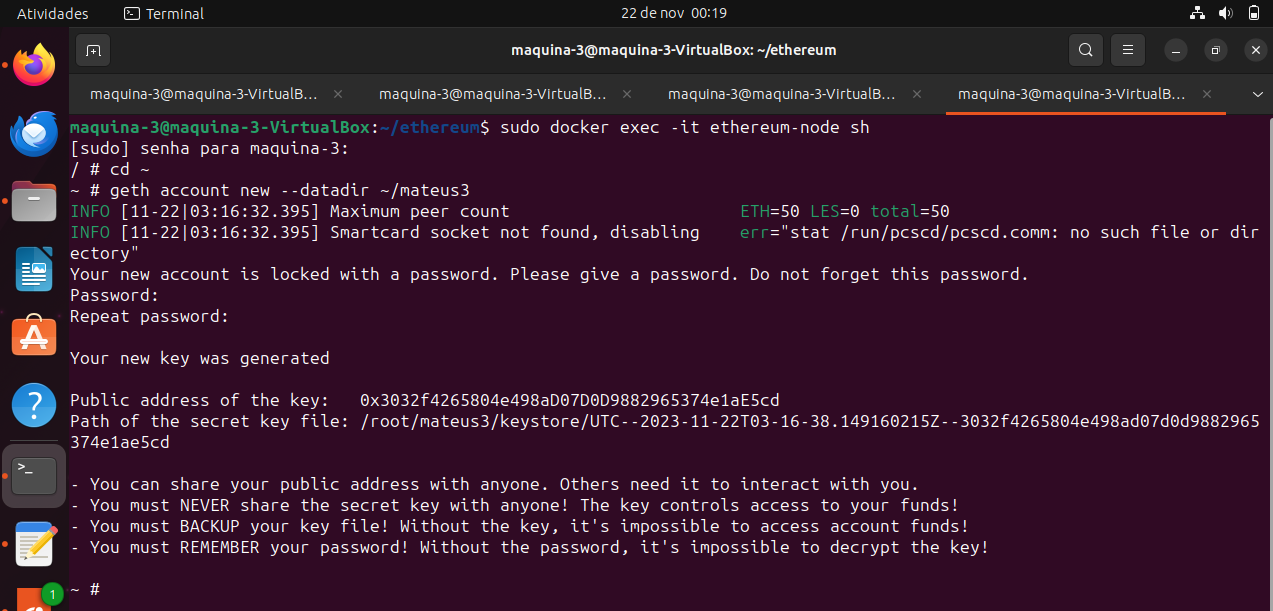 Atividades Terminal 22 de nov 00:19
maquina-3@maquina-3-VirtualBox: ~/ethereum
maquina-3@maquina-3-VirtualB... maquina-3@maquina-3-VirtualB... maquina-3@maquina-3-VirtualB... maquina-3@maquina-3-VirtualB...
maquina-3@maquina-3-VirtualBox:~/ethereum$ sudo docker exec -it ethereum-node sh
[sudo] senha para maquina-3:
/ # cd ~
~ # geth account new --datadir ~/mateus3
INFO [11-22|03:16:32.395] Maximum peer count ETH=50 LES=0 total=50
INFO [11-22|03:16:32.395] Smartcard socket not found, disabling err="stat /run/pcscd/pcscd.comm: no such file or dir
ectory"
Your new account is locked with a password. Please give a password. Do not forget this password.
Password:
Repeat password:
Your new key was generated
Public address of the key: 0x3032f4265804e498aD07D0D9882965374e1aE5cd
Path of the secret key file: /root/mateus3/keystore/UTC--2023-11-22T03-16-38.149160215Z--3032f4265804e498ad07d0d9882965
374e1ae5cd
- You can share your public address with anyone. Others need it to interact with you.
- You must NEVER share the secret key with anyone! The key controls access to your funds!
- You must BACKUP your key file! Without the key, it's impossible to access account funds!
- You must REMEMBER your password! Without the password, it's impossible to decrypt the key!
~ #
1